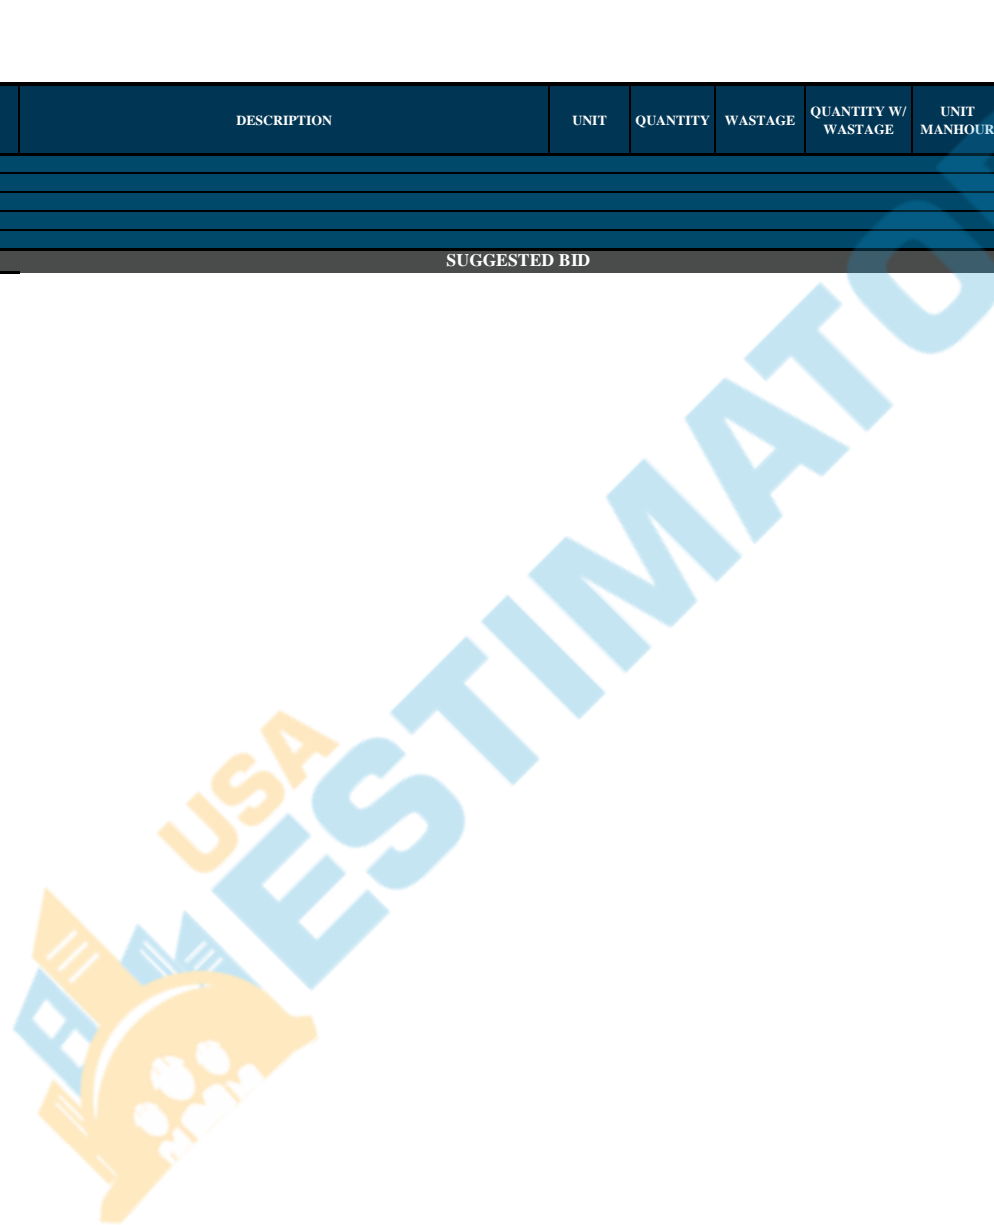 DESCRIPTION UNIT QUANTITY WASTAGE QUANTITY W/ WASTAGE UNIT MANHOUR
SUGGESTED BID
USA
ESTIMATO